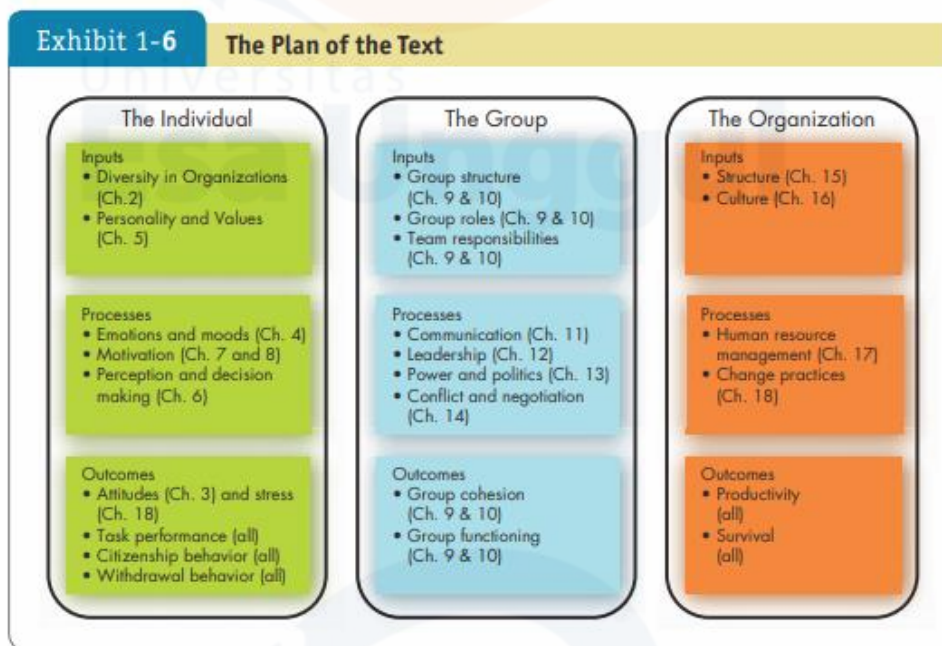 Exhibit 1-6
The Plan of the Text
Universitas
Esa Unggul
The Individual
Inputs
• Diversity in Organizations
(Ch.2)
• Personality and Values
(Ch. 5)
Processes
• Emotions and moods (Ch. 4)
• Motivation (Ch. 7 and 8)
• Perception and decision
making (Ch. 6)
Outcomes
• Attitudes (Ch. 3) and stress
(Ch. 18)
• Task performance (all)
• Citizenship behavior (all)
• Withdrawal behavior (all)
The Group
Inputs
• Group structure
(Ch. 9 & 10)
• Group roles (Ch. 9 & 10)
• Team responsibilities
(Ch. 9 & 10)
Processes
• Communication (Ch. 11)
• Leadership (Ch. 12)
• Power and politics (Ch. 13)
• Conflict and negotiation
(Ch. 14)
Outcomes
• Group cohesion
(Ch. 9 & 10)
• Group functioning
(Ch. 9 & 10)
The Organization
Inputs
• Structure (Ch. 15)
• Culture (Ch. 16)
Processes
• Human resource
management (Ch. 17)
• Change practices
(Ch. 18)
Outcomes
• Productivity
(all)
• Survival
(all)